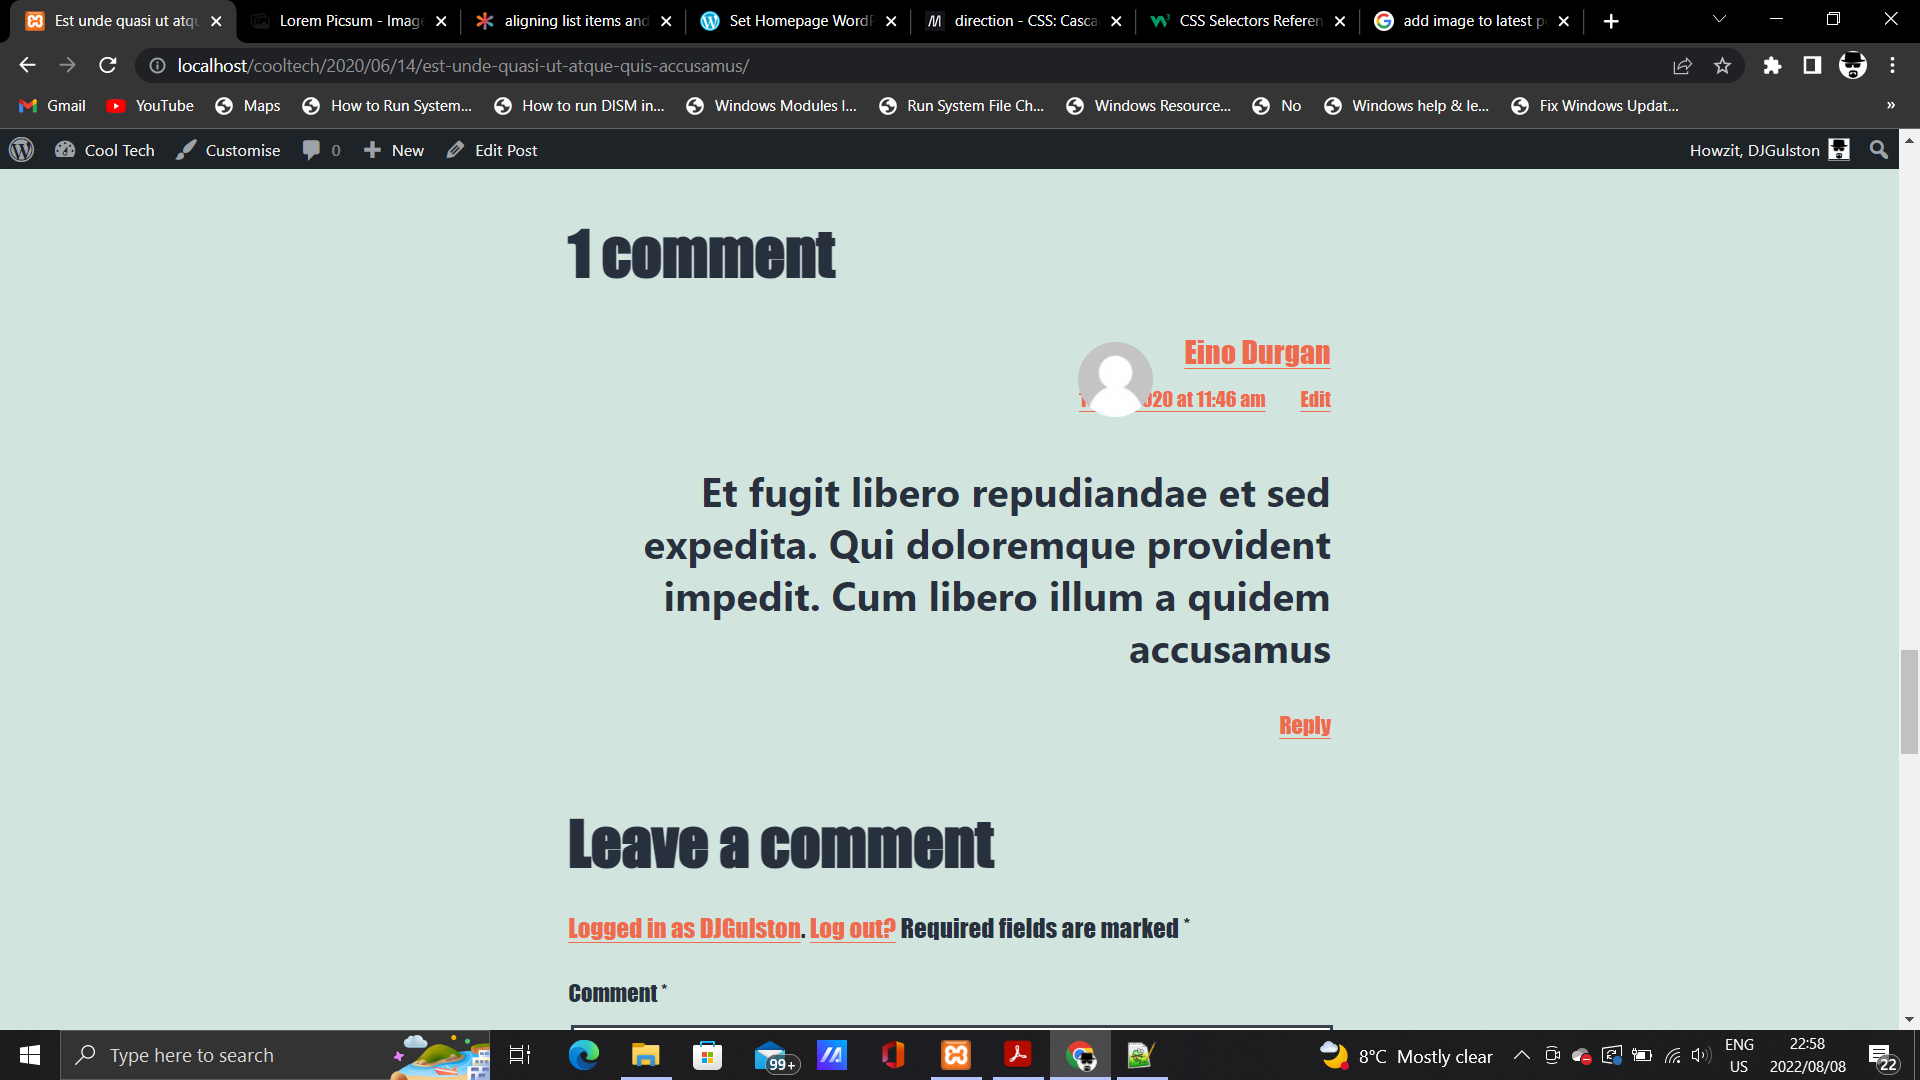 Est unde quasi ut atqu
Lorem Picsum - Image
aligning list items and
Set Homepage WordP
direction - CSS: Casca
CSS Selectors Referen
add image to latest p
localhost/cooltech/2020/06/14/est-unde-quasi-ut-atque-quis-accusamus/
Gmail
YouTube
Maps
How to Run System...
How to run DISM in...
Windows Modules I...
Run System File Ch...
Windows Resource...
No
Windows help & le...
Fix Windows Updat...
»
Cool Tech
Customise
0
New
Edit Post
Howzit, DJGulston
1 comment
Eino Durgan
020 at 11:46 am
Edit
Et fugit libero repudiandae et sed
expedita. Qui doloremque provident
impedit. Cum libero illum a quidem
accusamus
Reply
Leave a comment
Logged in as DJGulston. Log out? Required fields are marked *
Comment *
Type here to search
99+
8°C Mostly clear
ENG
US
22:58
2022/08/08
22